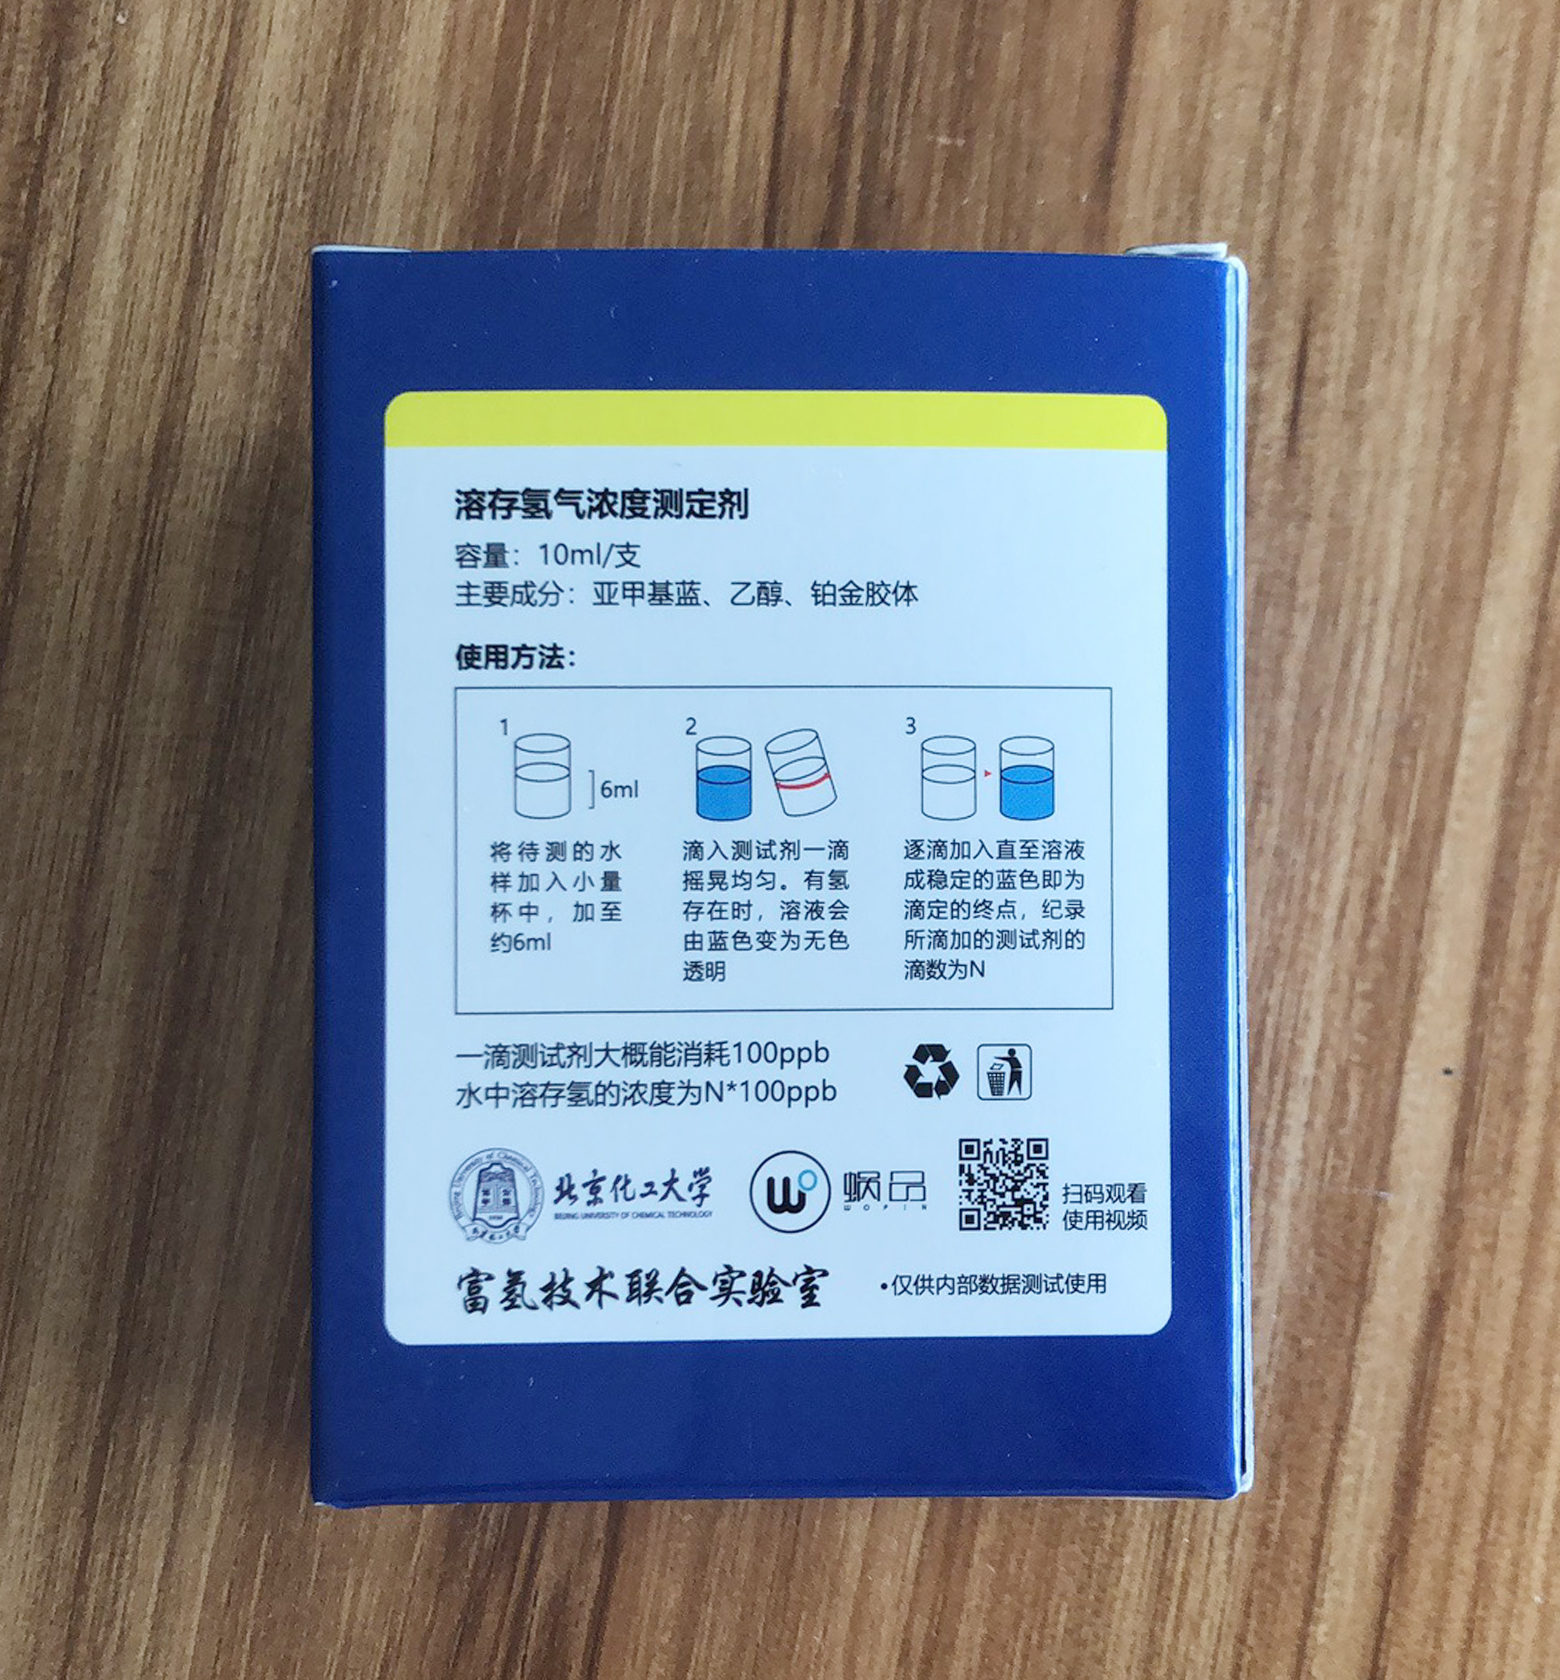 溶存氢气浓度测定剂
容量：10ml/支
主要成分：亚甲基蓝、乙醇、铂金胶体
使用方法：
1
6ml
将待测的水
样加入小量
杯中，加至
约6ml
2
滴入测试剂一滴
摇晃均匀。有氢
存在时，溶液会
由蓝色变为无色
透明
3
逐滴加入直至溶液
成稳定的蓝色即为
滴定的终点，纪录
所滴加的测试剂的
滴数为N
一滴测试剂大概能消耗100ppb
水中溶存氢的浓度为N*100ppb
Beijing University of Chemical Technology
北京化工大学
BEIJING UNIVERSITY OF CHEMICAL TECHNOLOGY
W
蜗品
WOPIN
扫码观看
使用视频
富氢技术联合实验室
•仅供内部数据测试使用